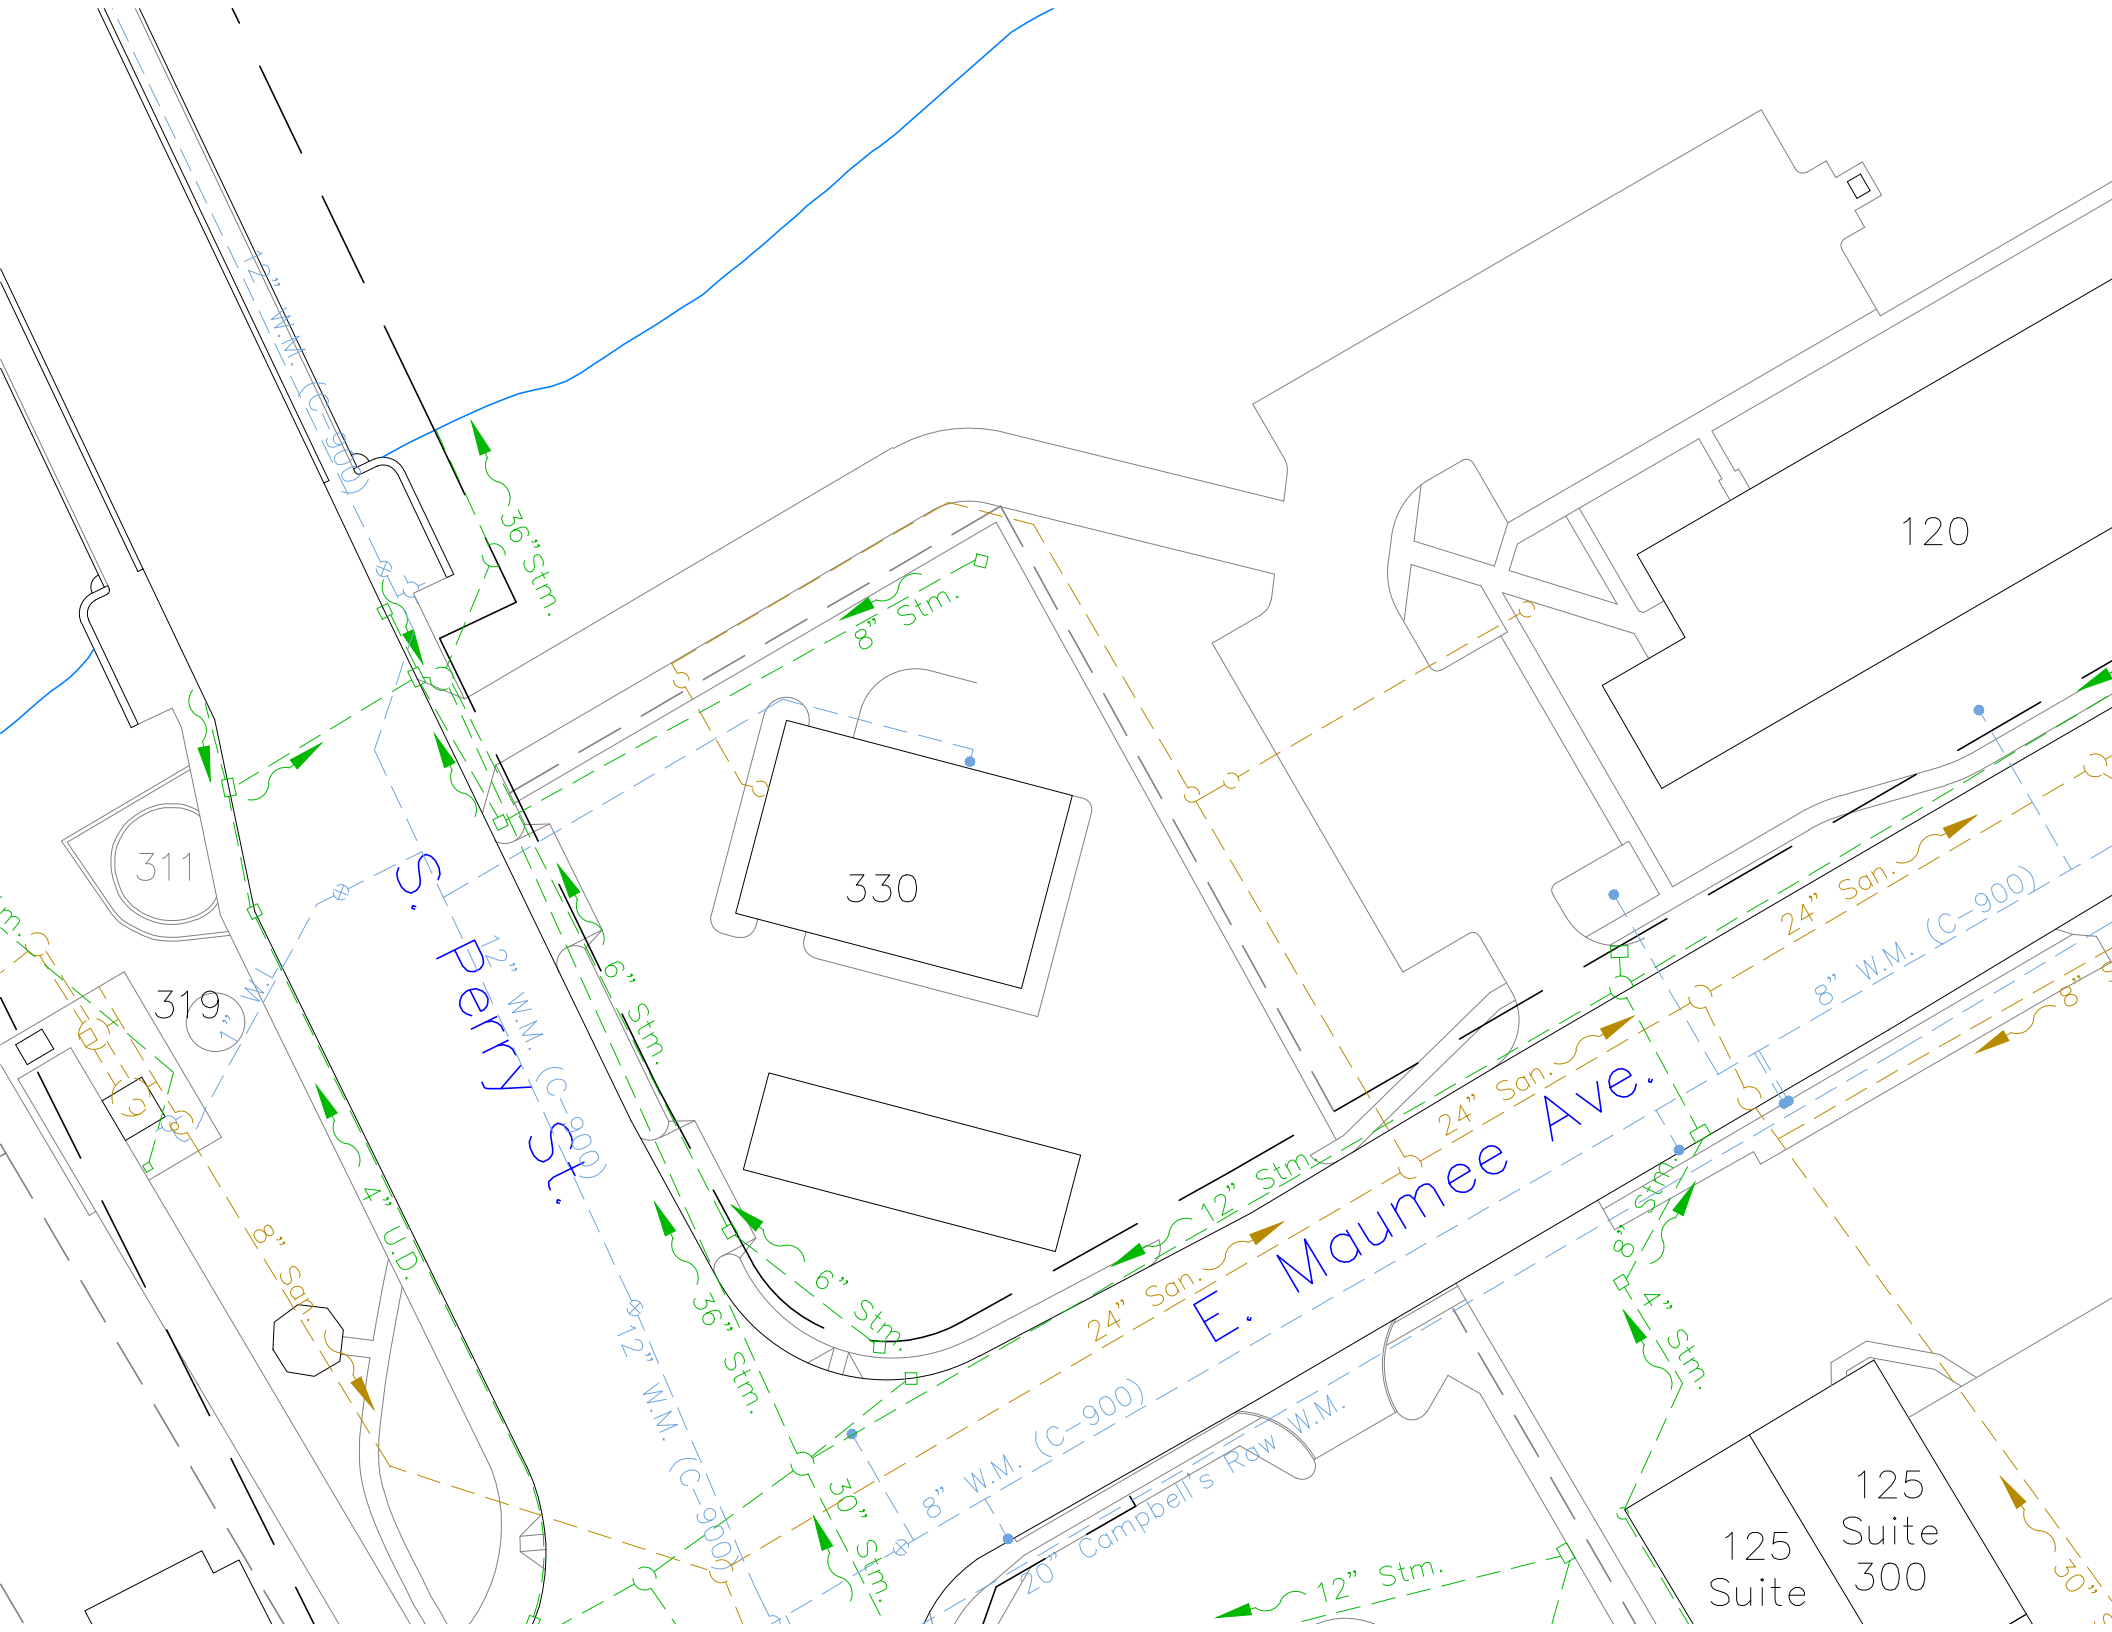 12" W.M. (C-900)
36" Stm.
8" Stm.
120
311
330
S. Perry St.
24" San.
8" W.M. (C-900)
m.
319
1" W.
12" W.M. (C-900)
6" Stm.
8" S
24" San.
E. Maumee Ave.
12" Stm.
8" Stm.
4" U.D.
8" San.
6" Stm.
24" San.
36" Stm.
4" Stm.
12" W.M. (C-900)
8" W.M. (C-900)
20" Campbell's Raw W.M.
30" Stm.
12" Stm.
125
Suite
125
Suite
300
30" S